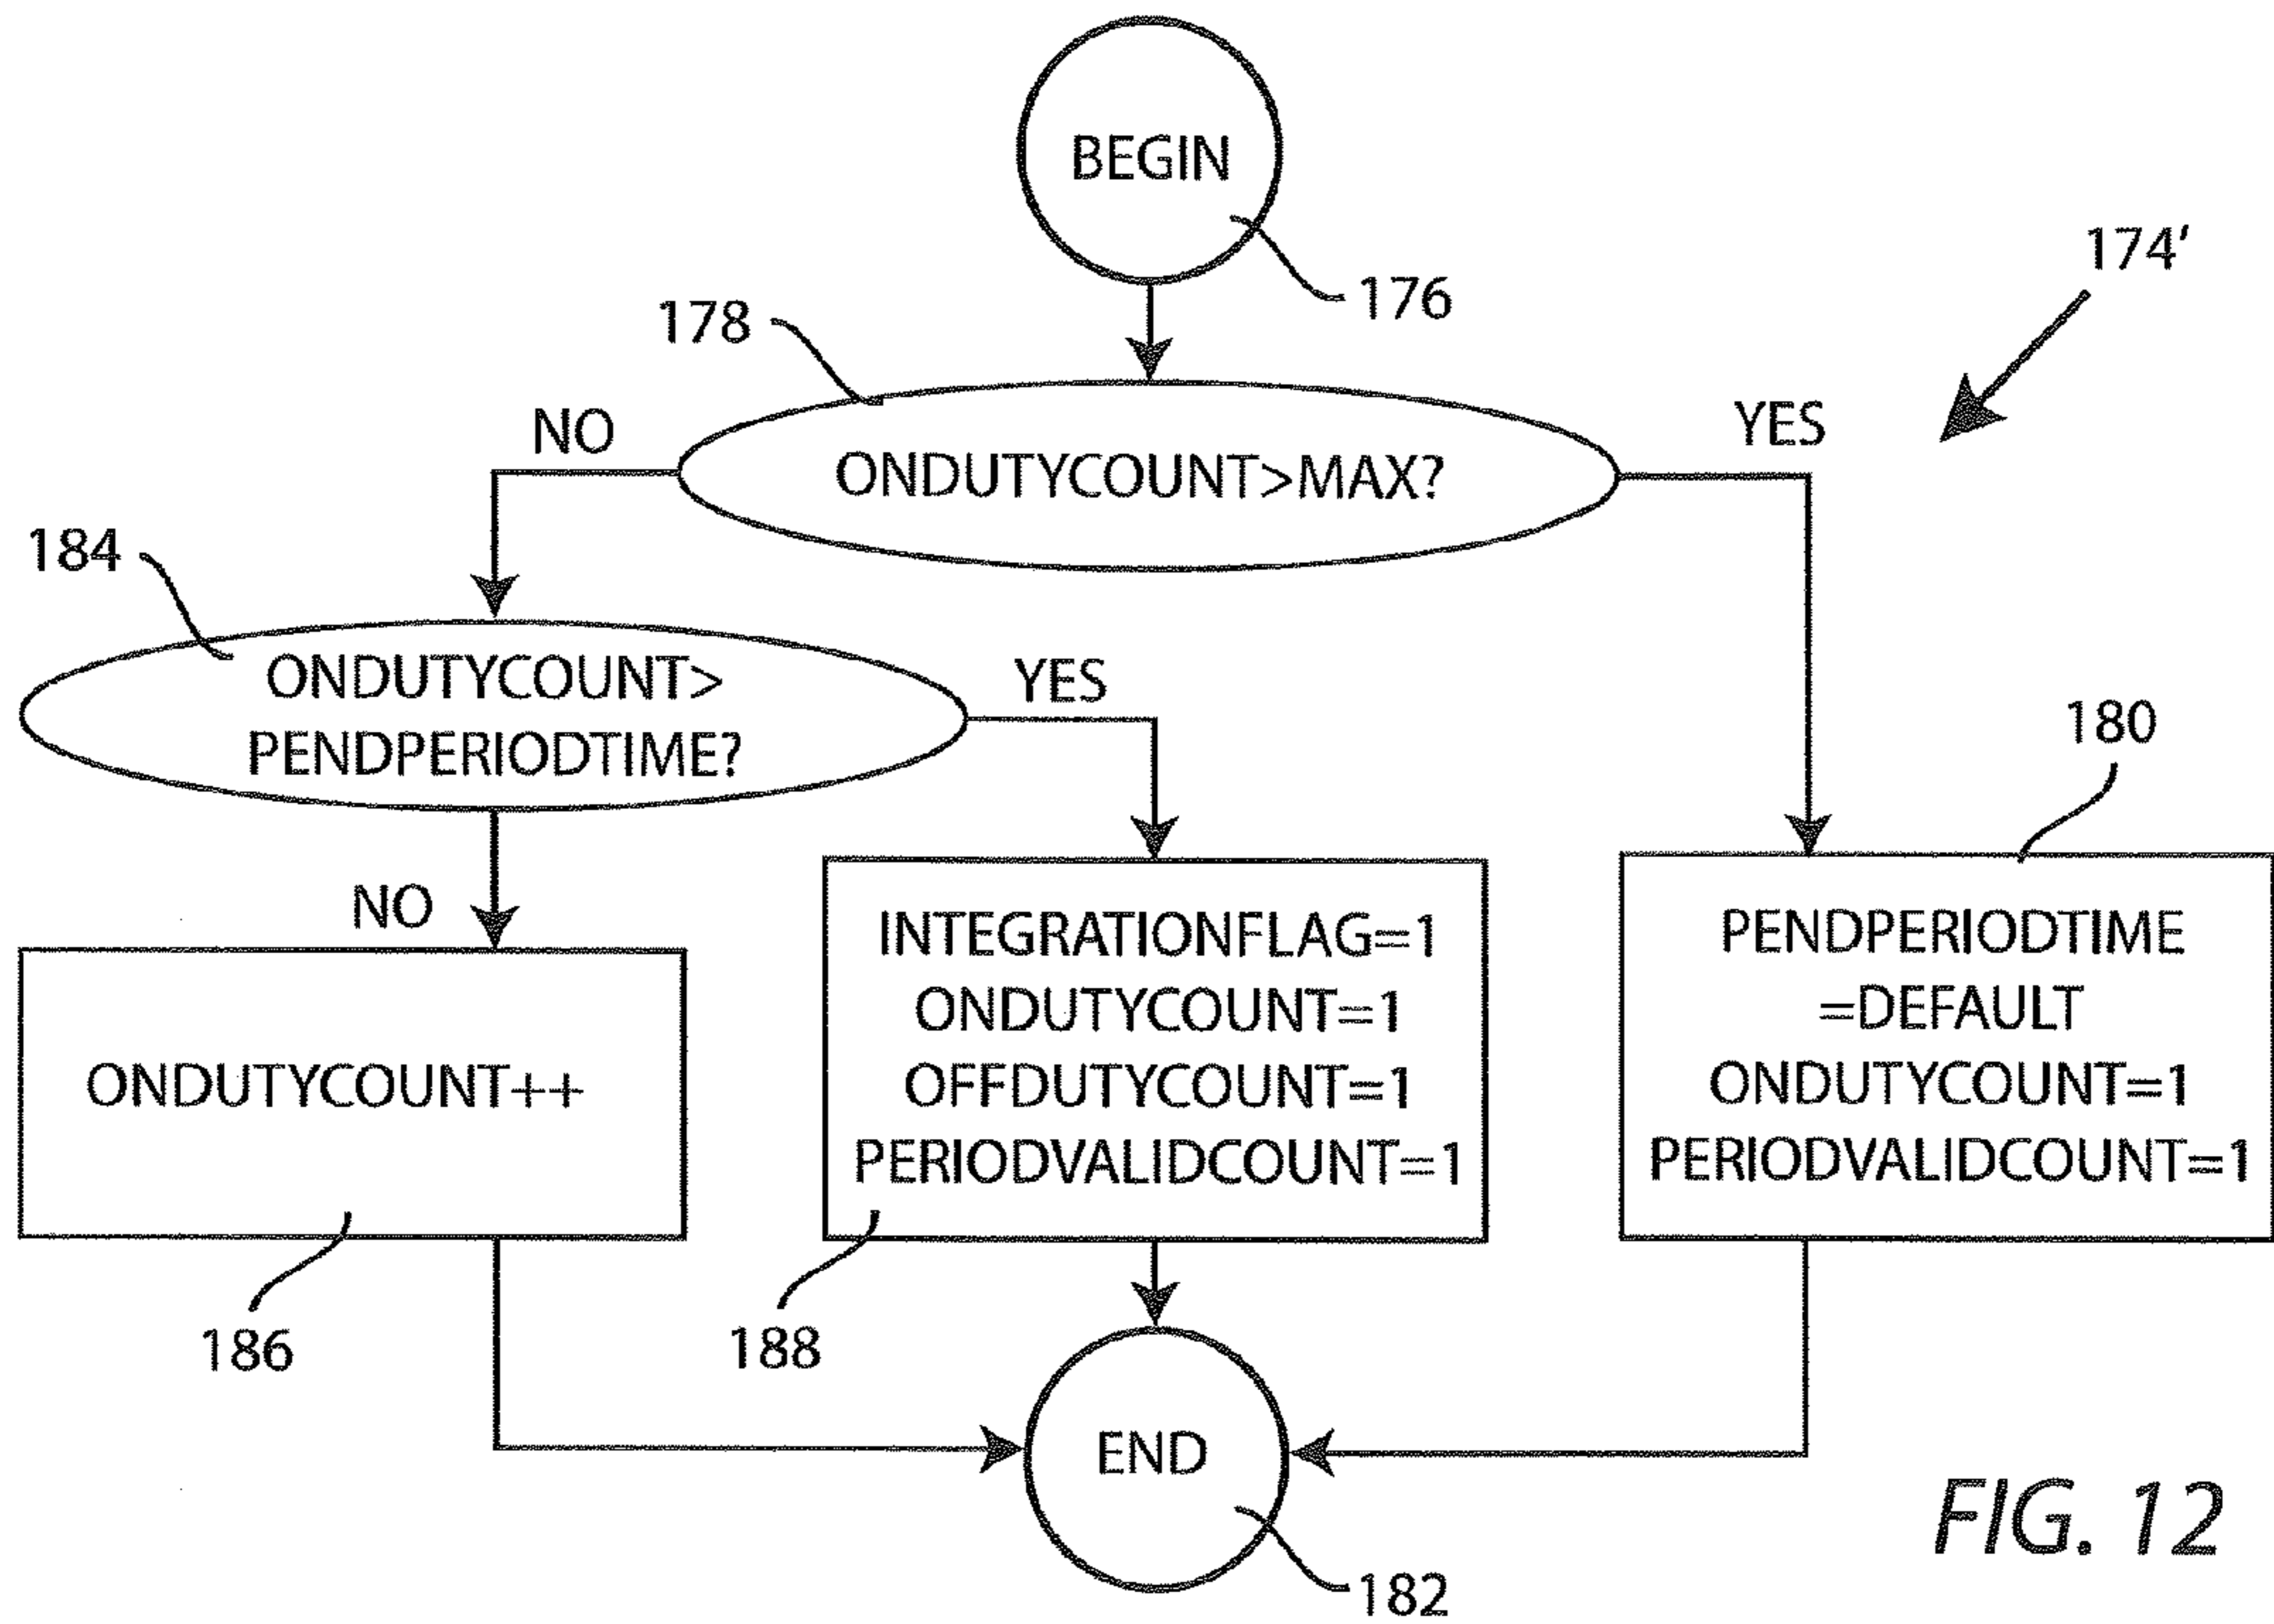 BEGIN
176
174'
178
NO
YES
ONDUTYCOUNT>MAX?
184
ONDUTYCOUNT>
PENDPERIODTIME?
YES
180
NO
ONDUTYCOUNT++
INTEGRATIONFLAG=1
ONDUTYCOUNT=1
OFFDUTYCOUNT=1
PERIODVALIDCOUNT=1
PENDPERIODTIME
=DEFAULT
ONDUTYCOUNT=1
PERIODVALIDCOUNT=1
186
188
END
182
FIG. 12